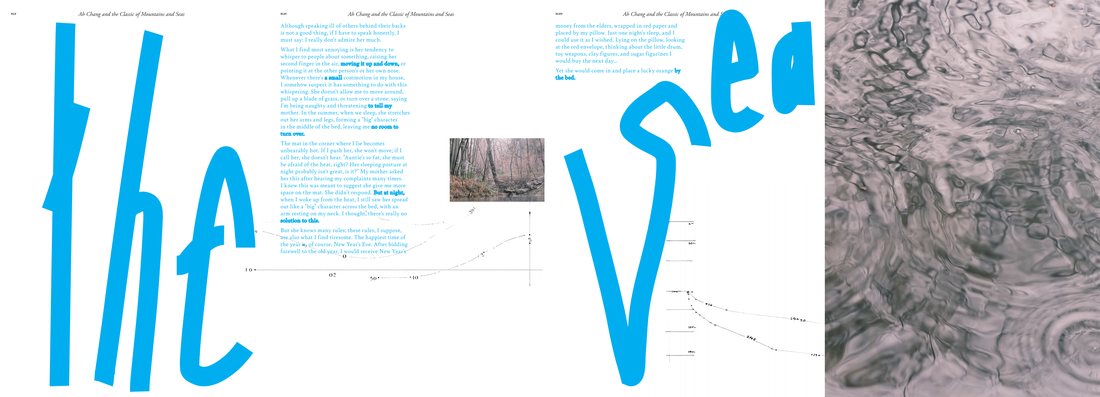 Ah Chang and the Classic of Mountains and Seas
the
Ah Chang and the Classic of Mountains and Seas
Although speaking ill of others behind their backs
is not a good thing, if I have to speak honestly, I
must say: I really don't admire her much.
What I find most annoying is her tendency to
whisper to people about something, raising her
second finger in the air, moving it up and down, or
pointing it at the other person or her own nose.
Whenever there's a small commotion in my house,
I somehow suspect it has something to do with this
whispering. She doesn't allow me to move around,
pull up a blade of grass, or turn over a stone, saying
I'm being naughty and threatening to tell my
mother. In the summer, when we sleep, she stretches
out her arms and legs, forming a "big" character
in the middle of the bed, leaving me no room to
turn over.
The mat in the corner where I lie becomes
unbearably hot. If I push her, she won't move; if I
call her, she doesn't hear. "Auntie's so fat, she must
be afraid of the heat, right? Her sleeping posture at
night probably isn't great, is it?" My mother asked
her this after hearing my complaints many times.
I knew this was meant to suggest she give me more
space on the mat. She didn't respond. But at night,
when I woke up from the heat, I still saw her spread
out like a "big" character across the bed, with an
arm resting on my neck. I thought, there's really no
solution to this.
But she knows many rules; these rules, I suppose,
are also what I find tiresome. The happiest time of
the year is, of course, New Year's Eve. After bidding
farewell to the old year, I would receive New Year's
Ah Chang and the Classic of Mountains and S
money from the elders, wrapped in red paper and
placed by my pillow. Just one night's sleep, and I
could use it as I wished. Lying on the pillow, looking
at the red envelope, thinking about the little drum,
toy weapons, clay figures, and sugar figurines I
would buy the next day...
Yet she would come in and place a lucky orange by
the bed.
Sea